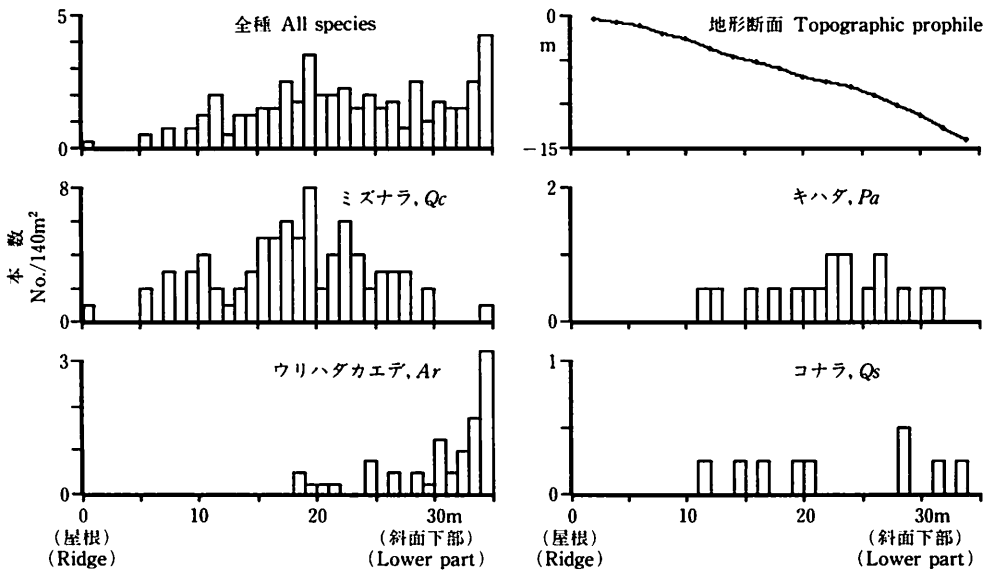 全種 All species
5
0
地形断面 Topographic prophile
0
m
−15
ミズナラ, Qc
8
0
本数
No./140m²
キハダ, Pa
2
0
ウリハダカエデ, Ar
3
0
0 10 20 30m
(屋根) (斜面下部)
(Ridge) (Lower part)
コナラ, Qs
1
0
0 10 20 30m
(屋根) (斜面下部)
(Ridge) (Lower part)